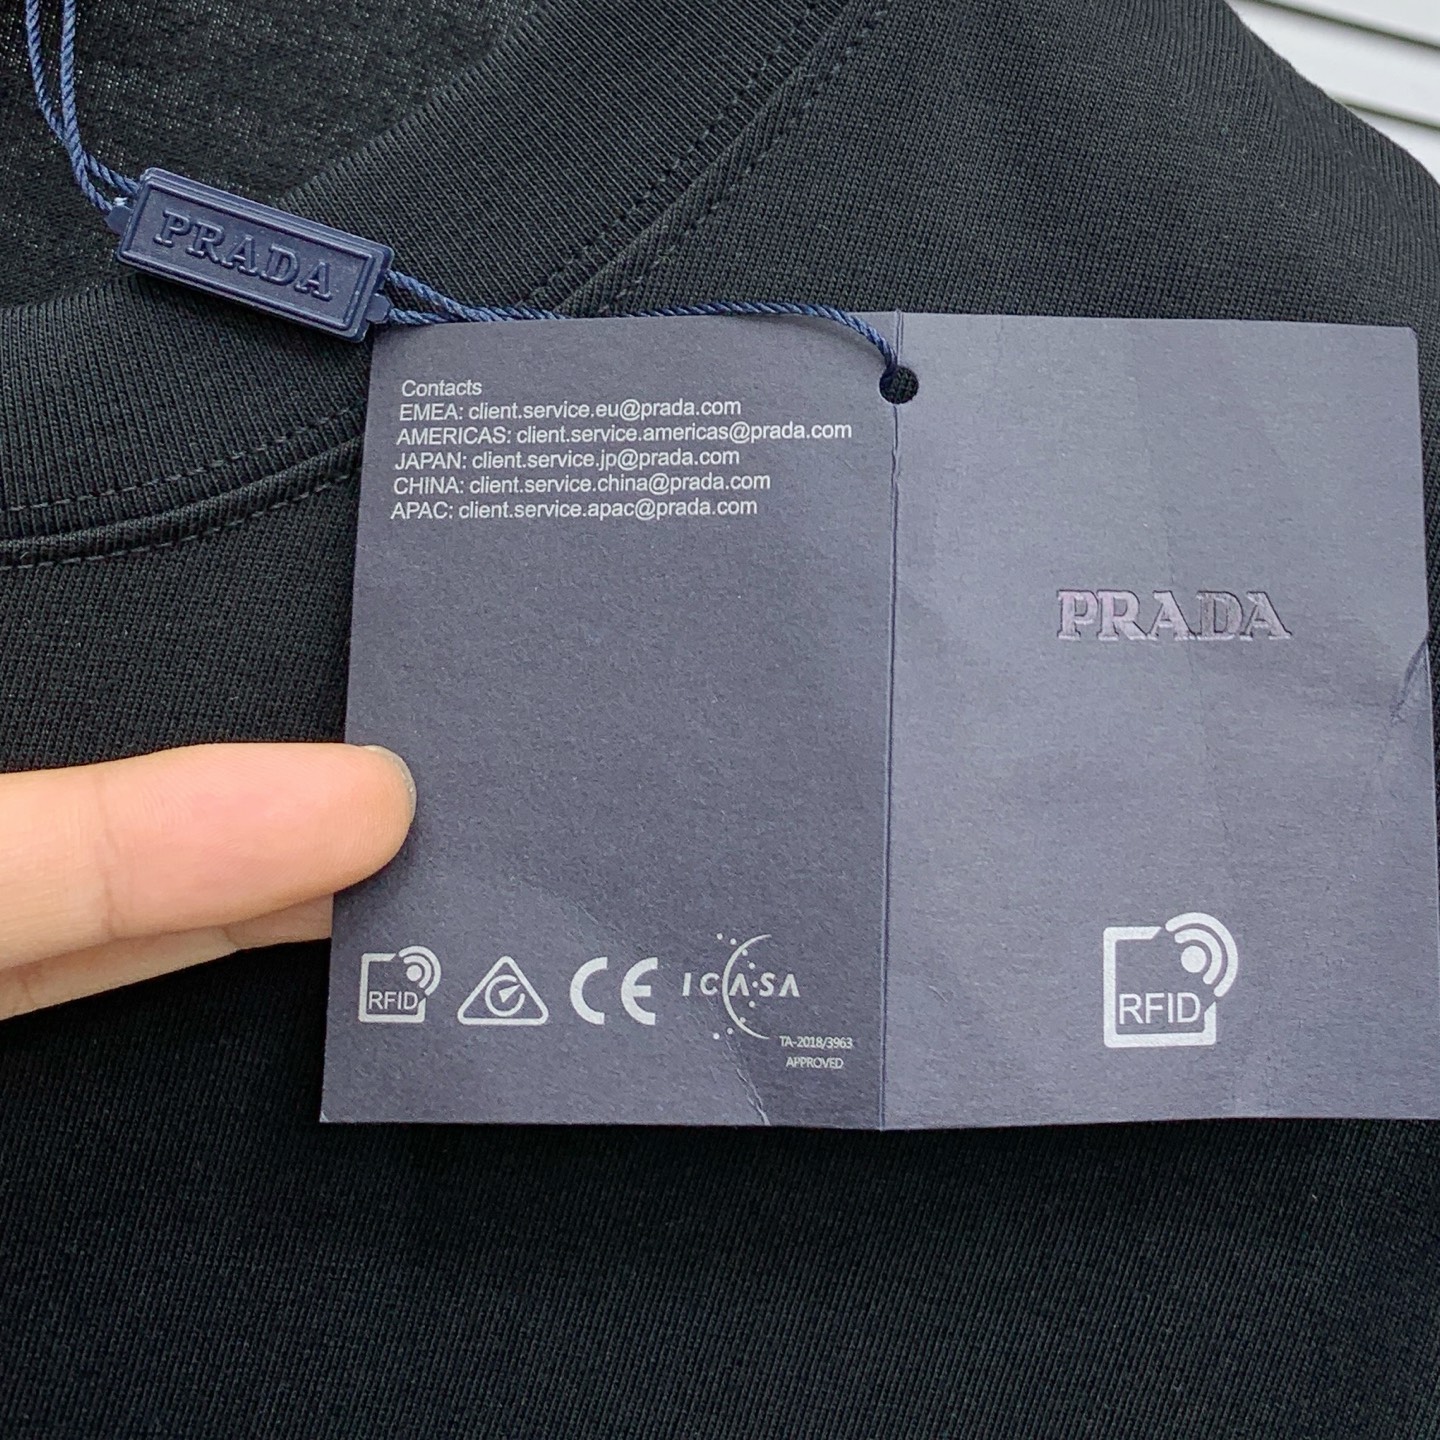 PRADA
Contacts
EMEA: client.service.eu@prada.com
AMERICAS: client.service.americas@prada.com
JAPAN: client.service.jp@prada.com
CHINA: client.service.china@prada.com
APAC: client.service.apac@prada.com
PRADA
RFID
CE
ICASA
TA-2018/3963
APPROVED
RFID